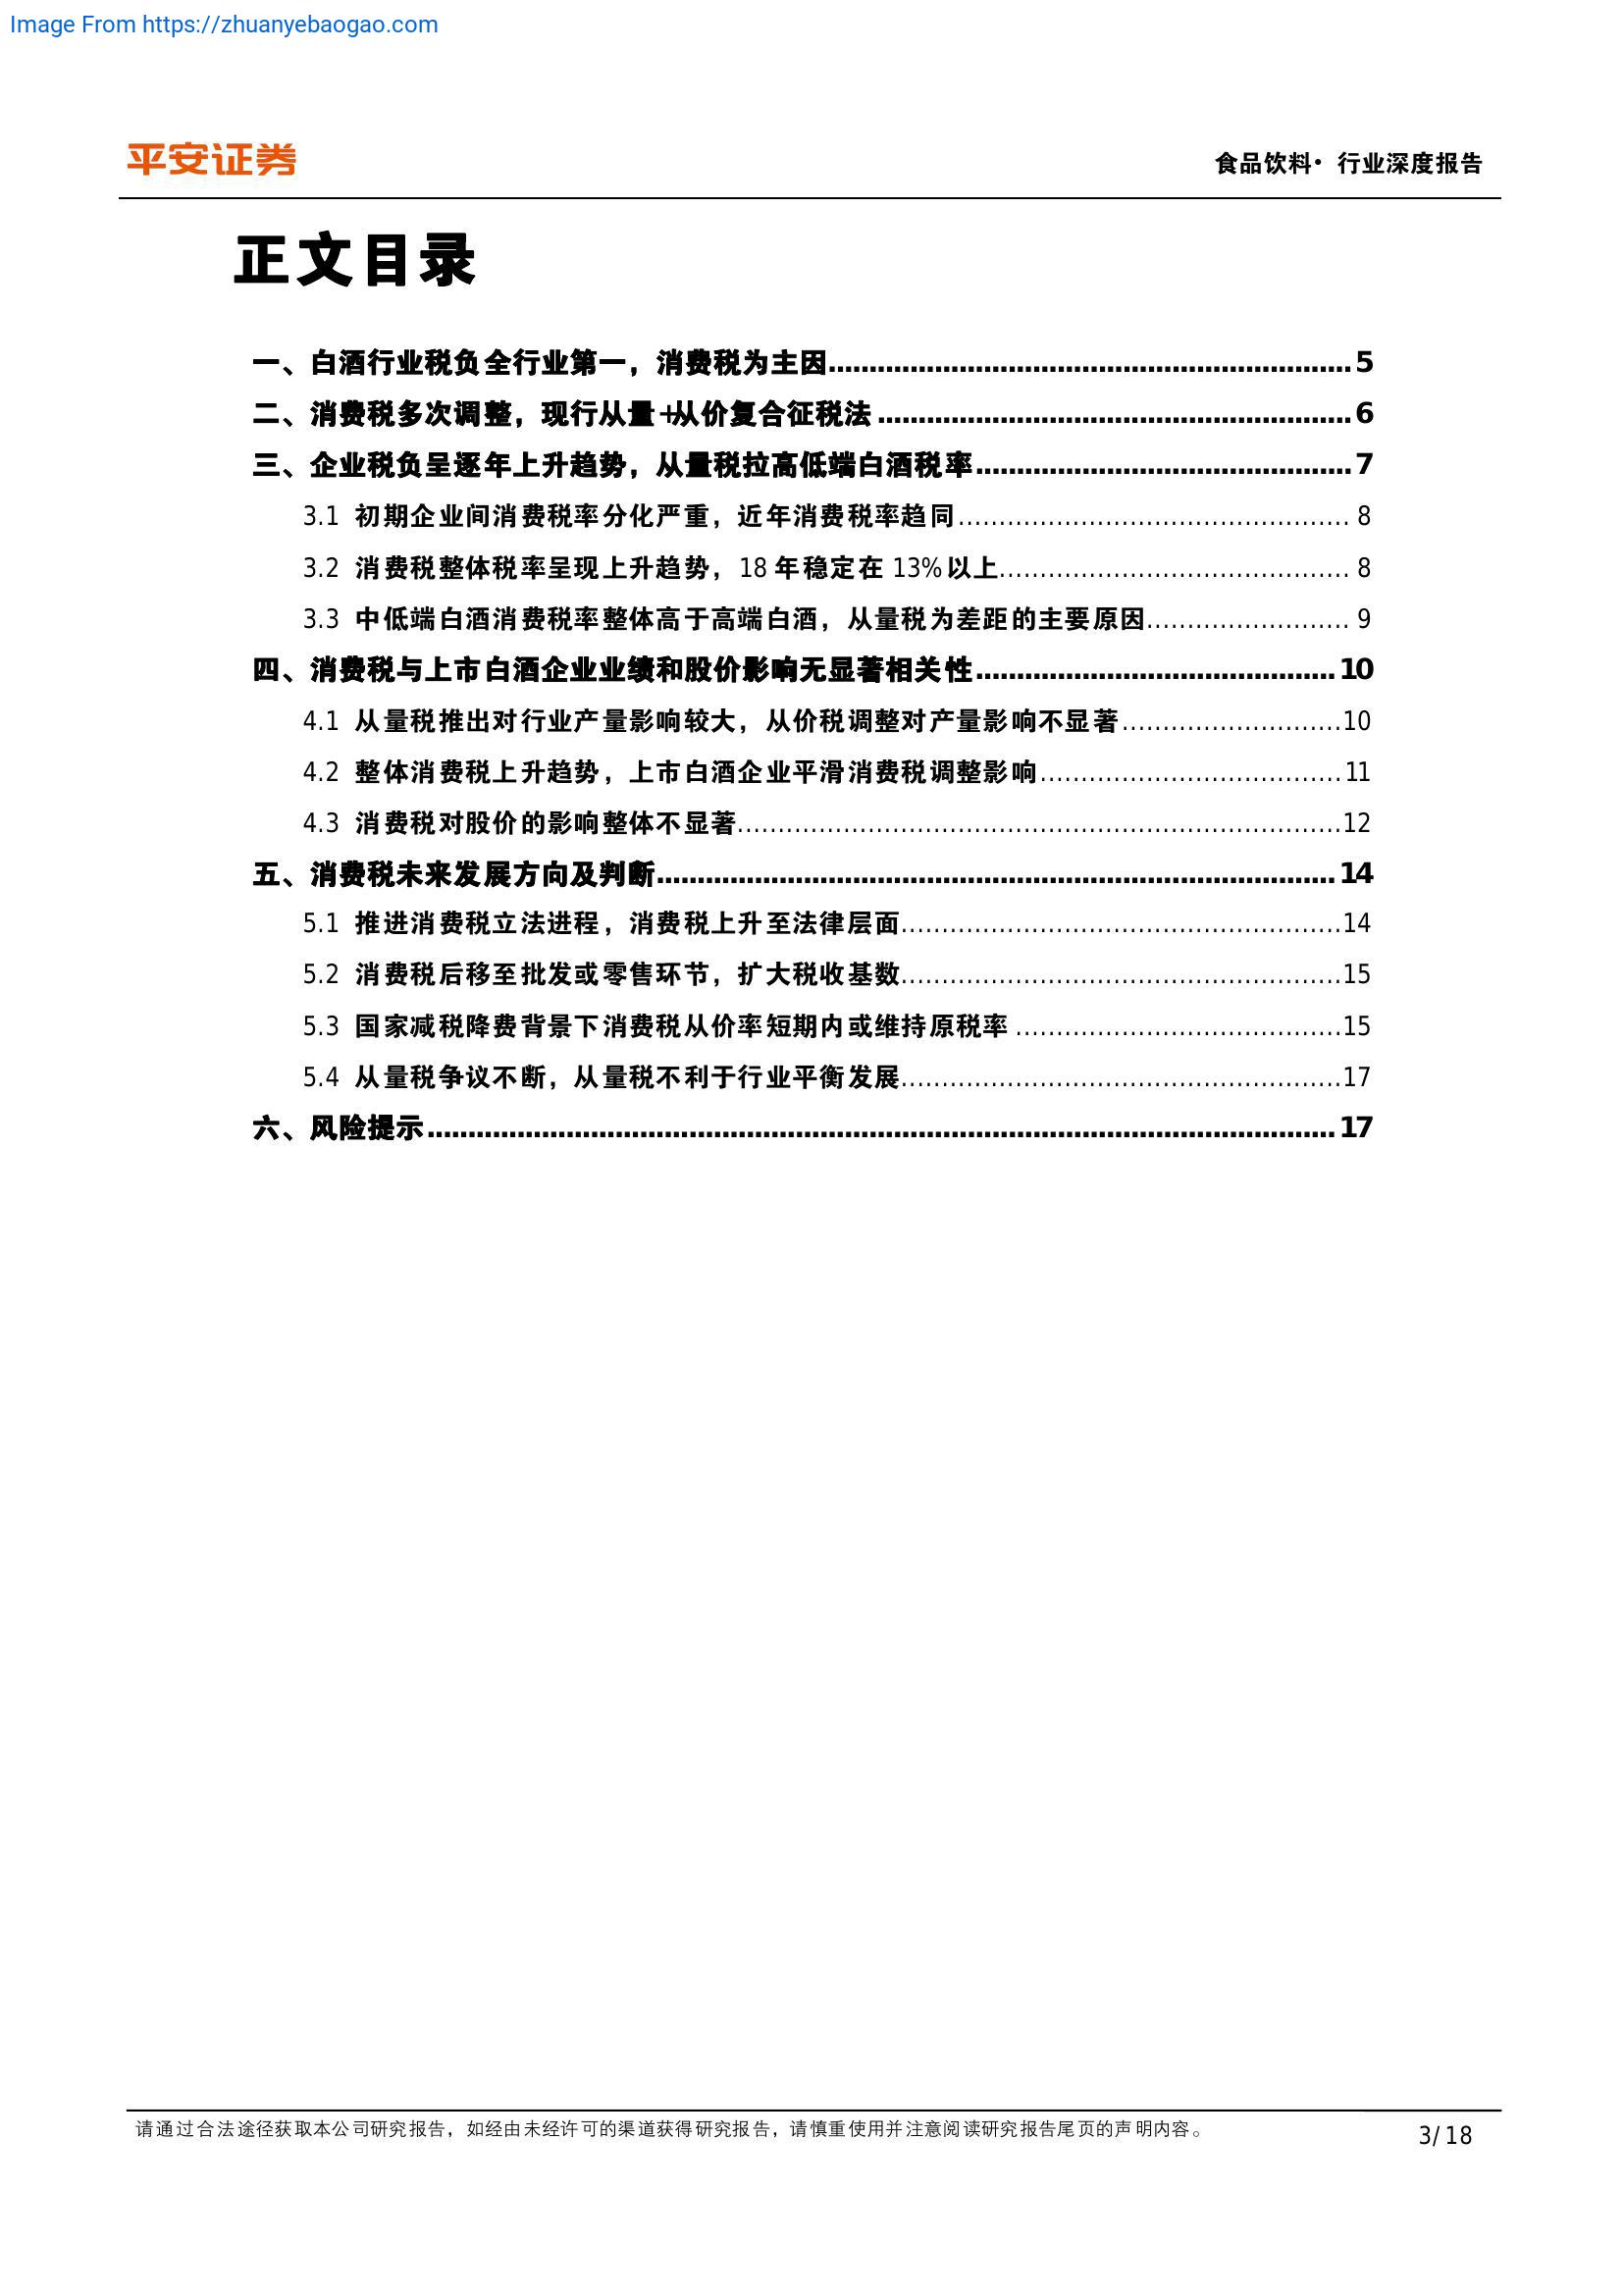 Image From https://zhuanyebaogao.com
平安证券
食品饮料· 行业深度报告
正文目录
一、白酒行业税负全行业第一，消费税为主因........................................ 5
二、消费税多次调整，现行从量+从价复合征税法 ........................................ 6
三、企业税负呈逐年上升趋势，从量税拉高低端白酒税率........................................ 7
3.1 初期企业间消费税率分化严重，近年消费税率趋同........................................ 8
3.2 消费税整体税率呈现上升趋势，18 年稳定在 13%以上........................................ 8
3.3 中低端白酒消费税率整体高于高端白酒，从量税为差距的主要原因......................... 9
四、消费税与上市白酒企业业绩和股价影响无显著相关性........................................ 10
4.1 从量税推出对行业产量影响较大，从价税调整对产量影响不显著...........................10
4.2 整体消费税上升趋势，上市白酒企业平滑消费税调整影响.....................................11
4.3 消费税对股价的影响整体不显著........................................12
五、消费税未来发展方向及判断........................................ 14
5.1 推进消费税立法进程，消费税上升至法律层面........................................14
5.2 消费税后移至批发或零售环节，扩大税收基数........................................15
5.3 国家减税降费背景下消费税从价率短期内或维持原税率 ........................................15
5.4 从量税争议不断，从量税不利于行业平衡发展........................................17
六、风险提示........................................ 17
请通过合法途径获取本公司研究报告，如经由未经许可的渠道获得研究报告，请慎重使用并注意阅读研究报告尾页的声明内容。
3/ 18